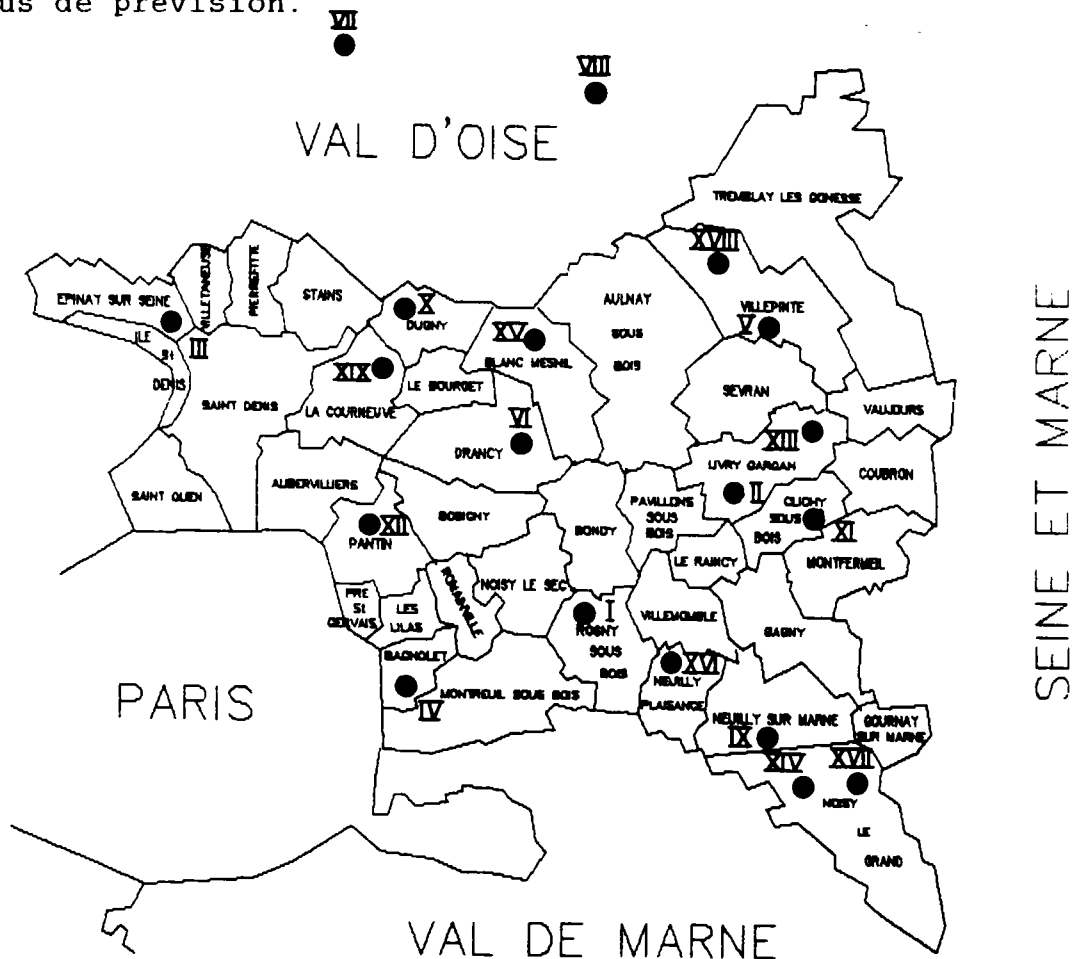 us de prévision.
VII
VIII
VAL D'OISE
TREMBLAY LES GONESSE
XVIII
VILLETANEUSE
PIERREFITTE
STAINS
EPINAY SUR SEINE
AULNAY
SOUS
BOIS
X
DUGNY
VILLEPINTE
V
XV
BLANC MESNIL
ILE
St
DENIS
III
XIX
LE BOURGET
SEVRAN
SAINT DENIS
LA COURNEUVE
VAUJOURS
VI
DRANCY
XIII
LIVRY GARGAN
COUBRON
AUBERVILLIERS
SAINT OUEN
II
PAVILLONS
SOUS
BOIS
CLICHY
SOUS
BOIS
BOBIGNY
BONDY
XII
PANTIN
XI
MONTFERMEIL
LE RAINCY
NOISY LE SEC
ROMAINVILLE
PRE
St
GERVAIS
LES
LILAS
I
ROSNY
SOUS
BOIS
VILLEMOMBLE
GAGNY
BAGNOLET
XVI
NEUILLY
PLAISANCE
IV
MONTREUIL SOUS BOIS
PARIS
NEUILLY SUR MARNE
GOURNAY
SUR MARNE
IX
XIV
XVII
NOISY
LE
GRAND
VAL DE MARNE
SEINE ET MARNE